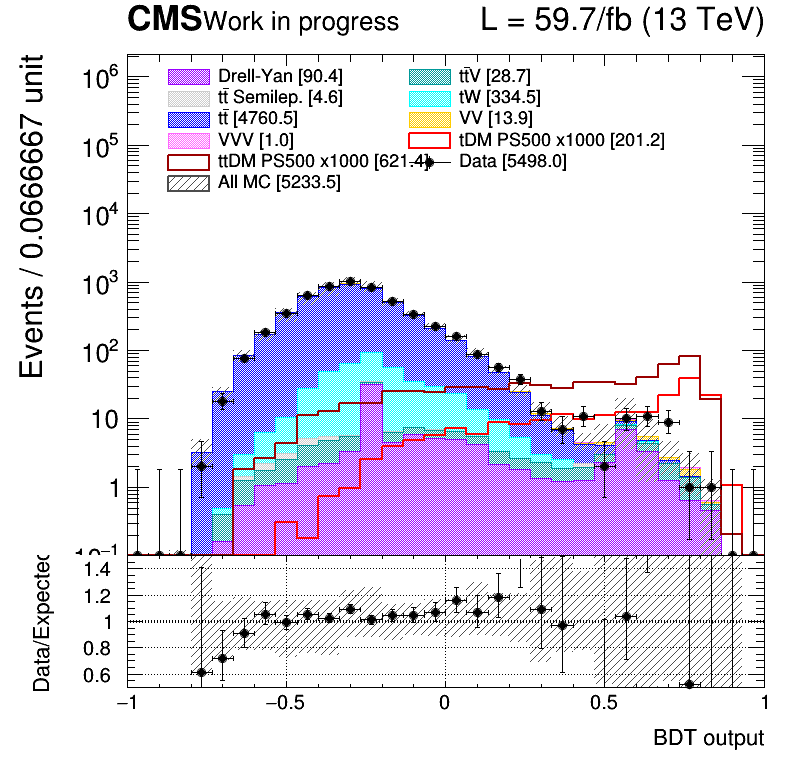 CMS Work in progress L = 59.7/fb (13 TeV)
Events / 0.0666667 unit
Drell-Yan [90.4] tt̄V [28.7]
tt̄ Semilep. [4.6] tW [334.5]
tt̄ [4760.5] VV [13.9]
VVV [1.0] tDM PS500 x1000 [201.2]
ttDM PS500 x1000 [621.4] Data [5498.0]
All MC [5233.5]
10⁶
10⁵
10⁴
10³
10²
10
1
10⁻¹
Data/Expected
1.4
1.2
1
0.8
0.6
−1 −0.5 0 0.5 1
BDT output